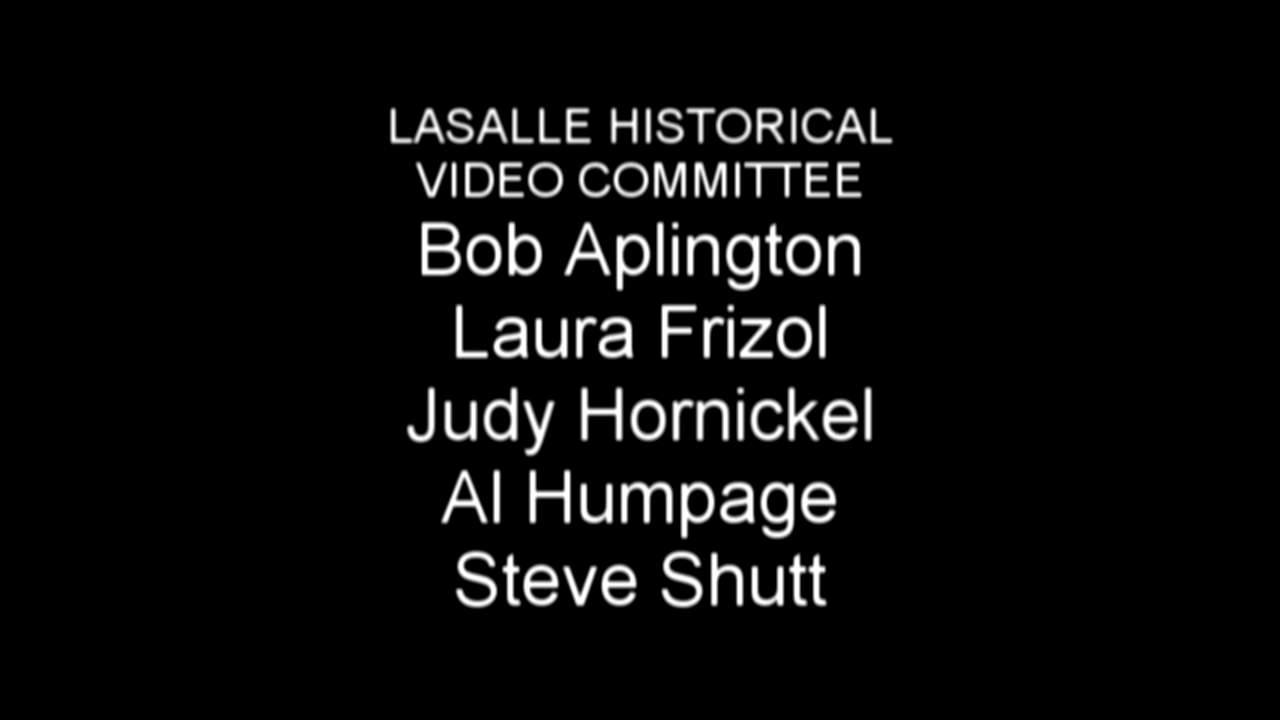 LASALLE HISTORICAL
VIDEO COMMITTEE
Bob Aplington
Laura Frizol
Judy Hornickel
Al Humpage
Steve Shutt